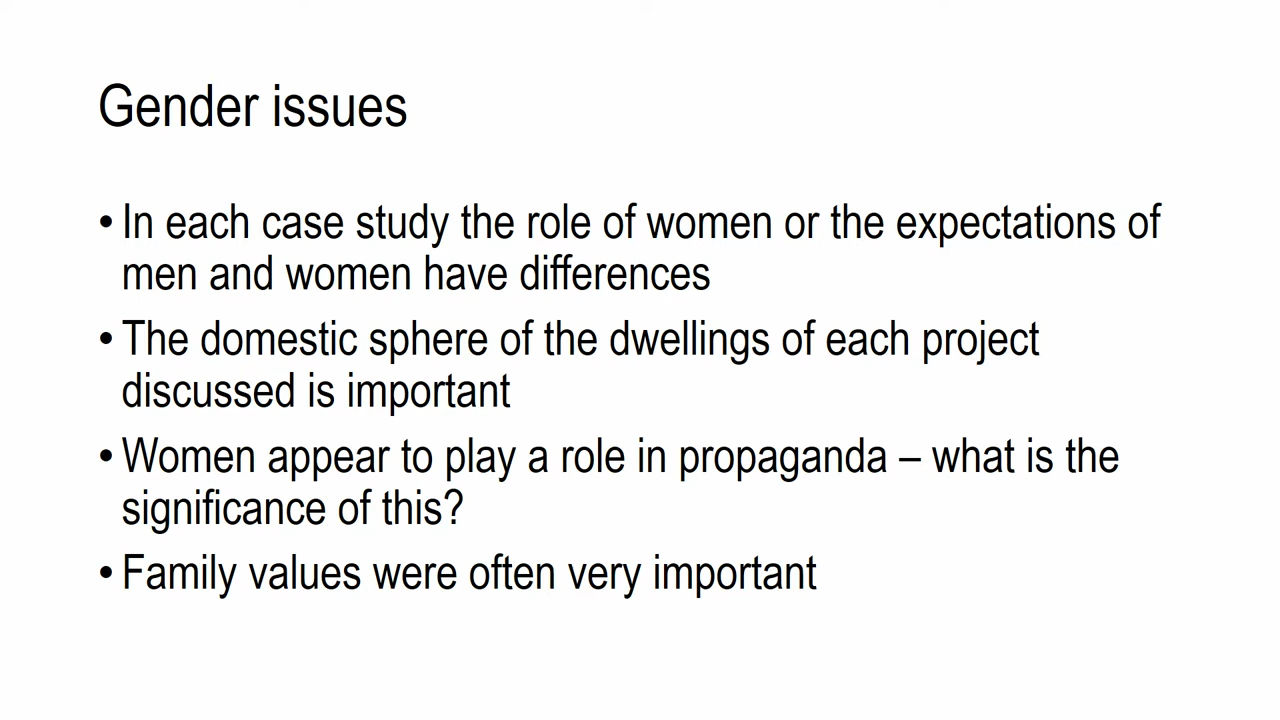 Gender issues
• In each case study the role of women or the expectations of
men and women have differences
• The domestic sphere of the dwellings of each project
discussed is important
• Women appear to play a role in propaganda – what is the
significance of this?
• Family values were often very important